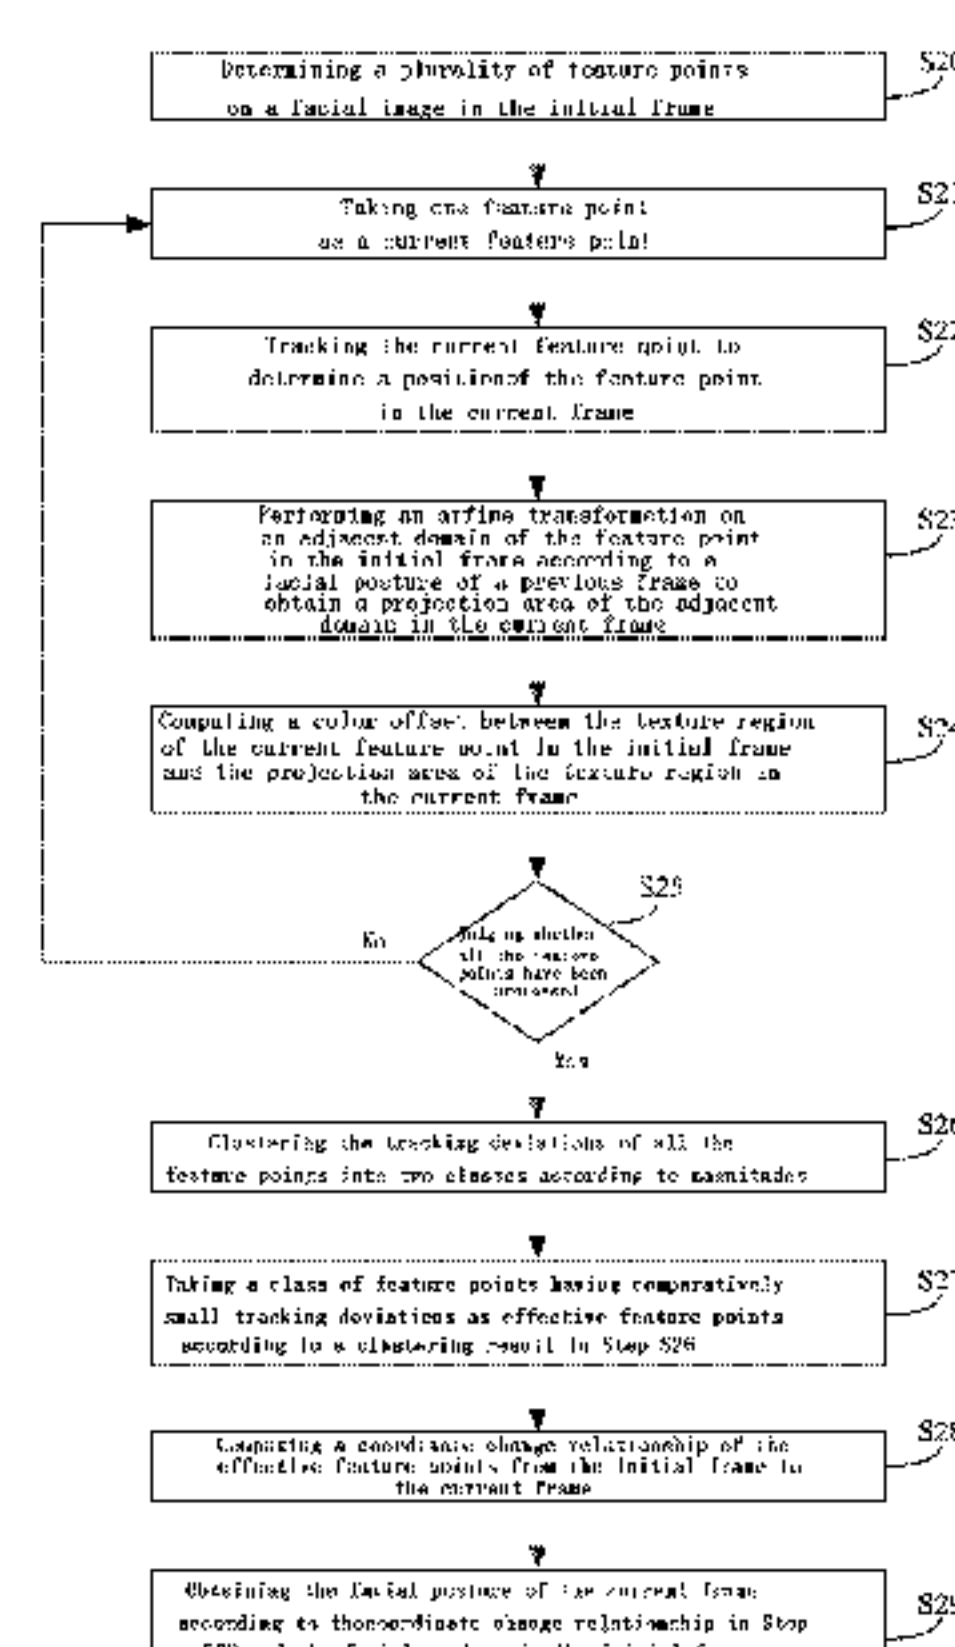 Determining a plurality of feature points
on a facial image in the initial frame
S20
Taking one feature point
as a current feature point
S21
Tracking the current feature point to
determine a positionof the feature point
in the current frame
S22
Performing an affine transformation on
an adjacent domain of the feature point
in the initial frame according to a
facial posture of a previous frame to
obtain a projection area of the adjacent
domain in the current frame
S23
Computing a color offset between the texture region
of the current feature point in the initial frame
and the projection area of the texture region in
the current frame
S24
Judging whether
all the feature
points have been
processed
S25
No
Yes
Clustering the tracking deviations of all the
feature points into two classes according to magnitudes
S26
Taking a class of feature points having comparatively
small tracking deviations as effective feature points
according to a clustering result in Step S26
S27
Computing a coordinate change relationship of the
effective feature points from the initial frame to
the current frame
S28
Obtaining the facial posture of the current frame
according to thecoordinate change relationship in Step
S29